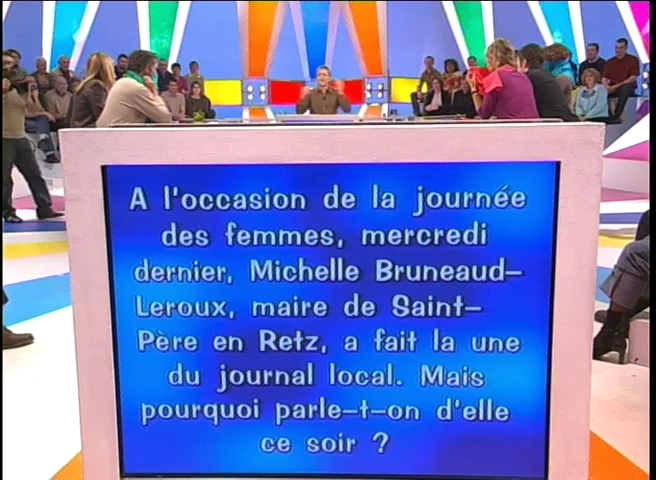 A l'occasion de la journée
des femmes, mercredi
dernier, Michelle Bruneaud-
Leroux, maire de Saint-
Père en Retz, a fait la une
du journal local. Mais
pourquoi parle-t-on d'elle
ce soir ?